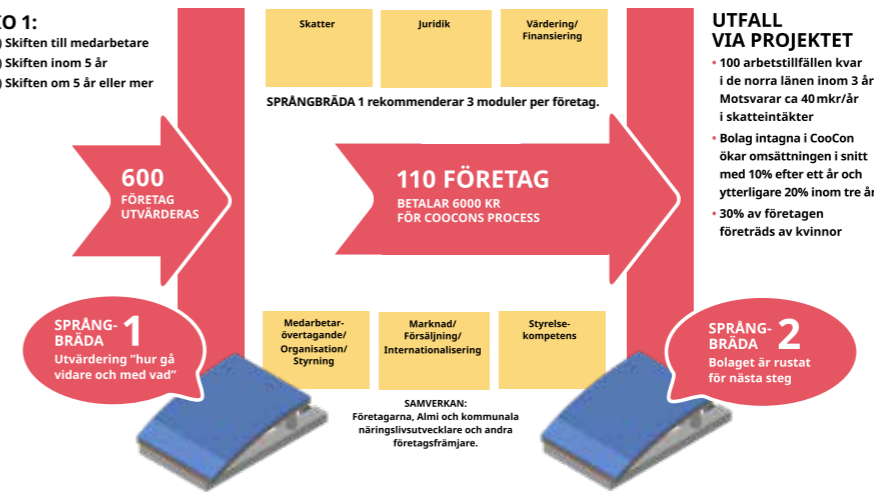 O 1:
) Skiften till medarbetare
) Skiften inom 5 år
) Skiften om 5 år eller mer
Skatter
Juridik
Värdering/
Finansiering
SPRÅNGBRÄDA 1 rekommenderar 3 moduler per företag.
600
FÖRETAG
UTVÄRDERAS
110 FÖRETAG
BETALAR 6000 KR
FÖR COOCONS PROCESS
UTFALL
VIA PROJEKTET
• 100 arbetstillfällen kvar
i de norra länen inom 3 år
Motsvarar ca 40 mkr/år
i skatteintäkter
• Bolag intagna i CooCon
ökar omsättningen i snitt
med 10% efter ett år och
ytterligare 20% inom tre år
• 30% av företagen
företräds av kvinnor
SPRÅNG-
BRÄDA 1
Utvärdering ”hur gå
vidare och med vad”
Medarbetar-
övertagande/
Organisation/
Styrning
Marknad/
Försäljning/
Internationalisering
Styrelse-
kompetens
SAMVERKAN:
Företagarna, Almi och kommunala
näringslivsutvecklare och andra
företagsfrämjare.
SPRÅNG-
BRÄDA 2
Bolaget är rustat
för nästa steg